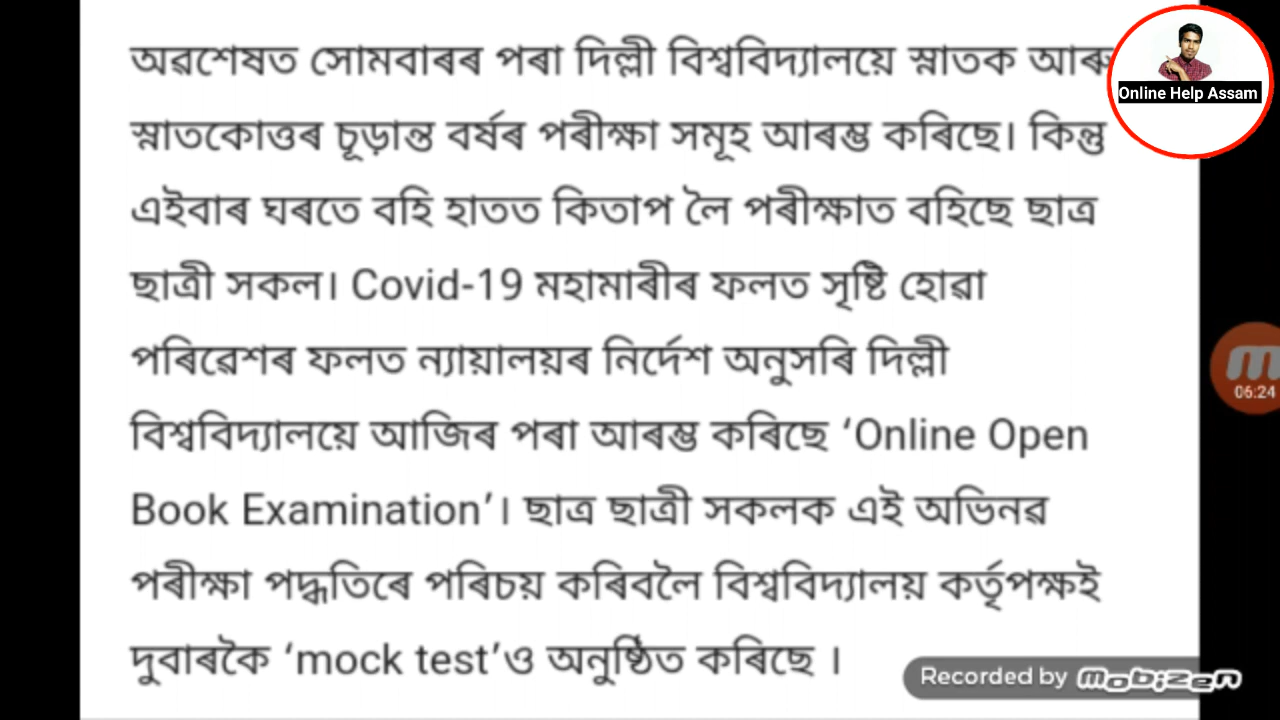 অৱশেষত সোমবাৰৰ পৰা দিল্লী বিশ্ববিদ্যালয়ে স্নাতক আৰু
Online Help Assam
স্নাতকোত্তৰ চূড়ান্ত বৰ্ষৰ পৰীক্ষা সমূহ আৰম্ভ কৰিছে। কিন্তু
এইবাৰ ঘৰতে বহি হাতত কিতাপ লৈ পৰীক্ষাত বহিছে ছাত্ৰ
ছাত্ৰী সকল। Covid-19 মহামাৰীৰ ফলত সৃষ্টি হোৱা
পৰিৱেশৰ ফলত ন্যায়ালয়ৰ নিৰ্দেশ অনুসৰি দিল্লী
06:24
বিশ্ববিদ্যালয়ে আজিৰ পৰা আৰম্ভ কৰিছে ‘Online Open
Book Examination’। ছাত্ৰ ছাত্ৰী সকলক এই অভিনৱ
পৰীক্ষা পদ্ধতিৰে পৰিচয় কৰিবলৈ বিশ্ববিদ্যালয় কৰ্তৃপক্ষই
দুবাৰকৈ ‘mock test’ও অনুষ্ঠিত কৰিছে ।
Recorded by mobizen